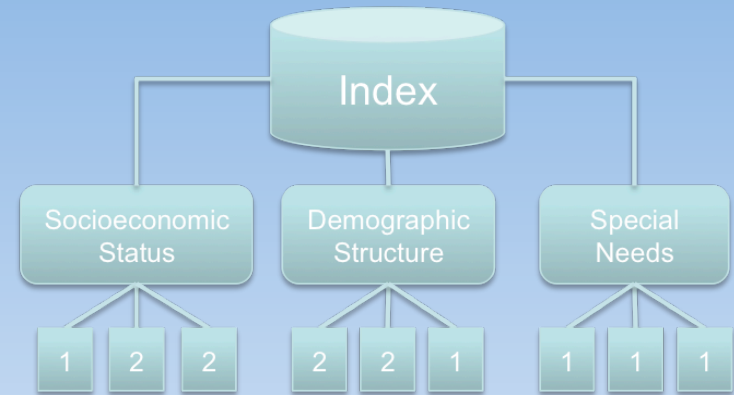 Index
Socioeconomic
Status
Demographic
Structure
Special
Needs
1 2 2 2 2 1 1 1 1